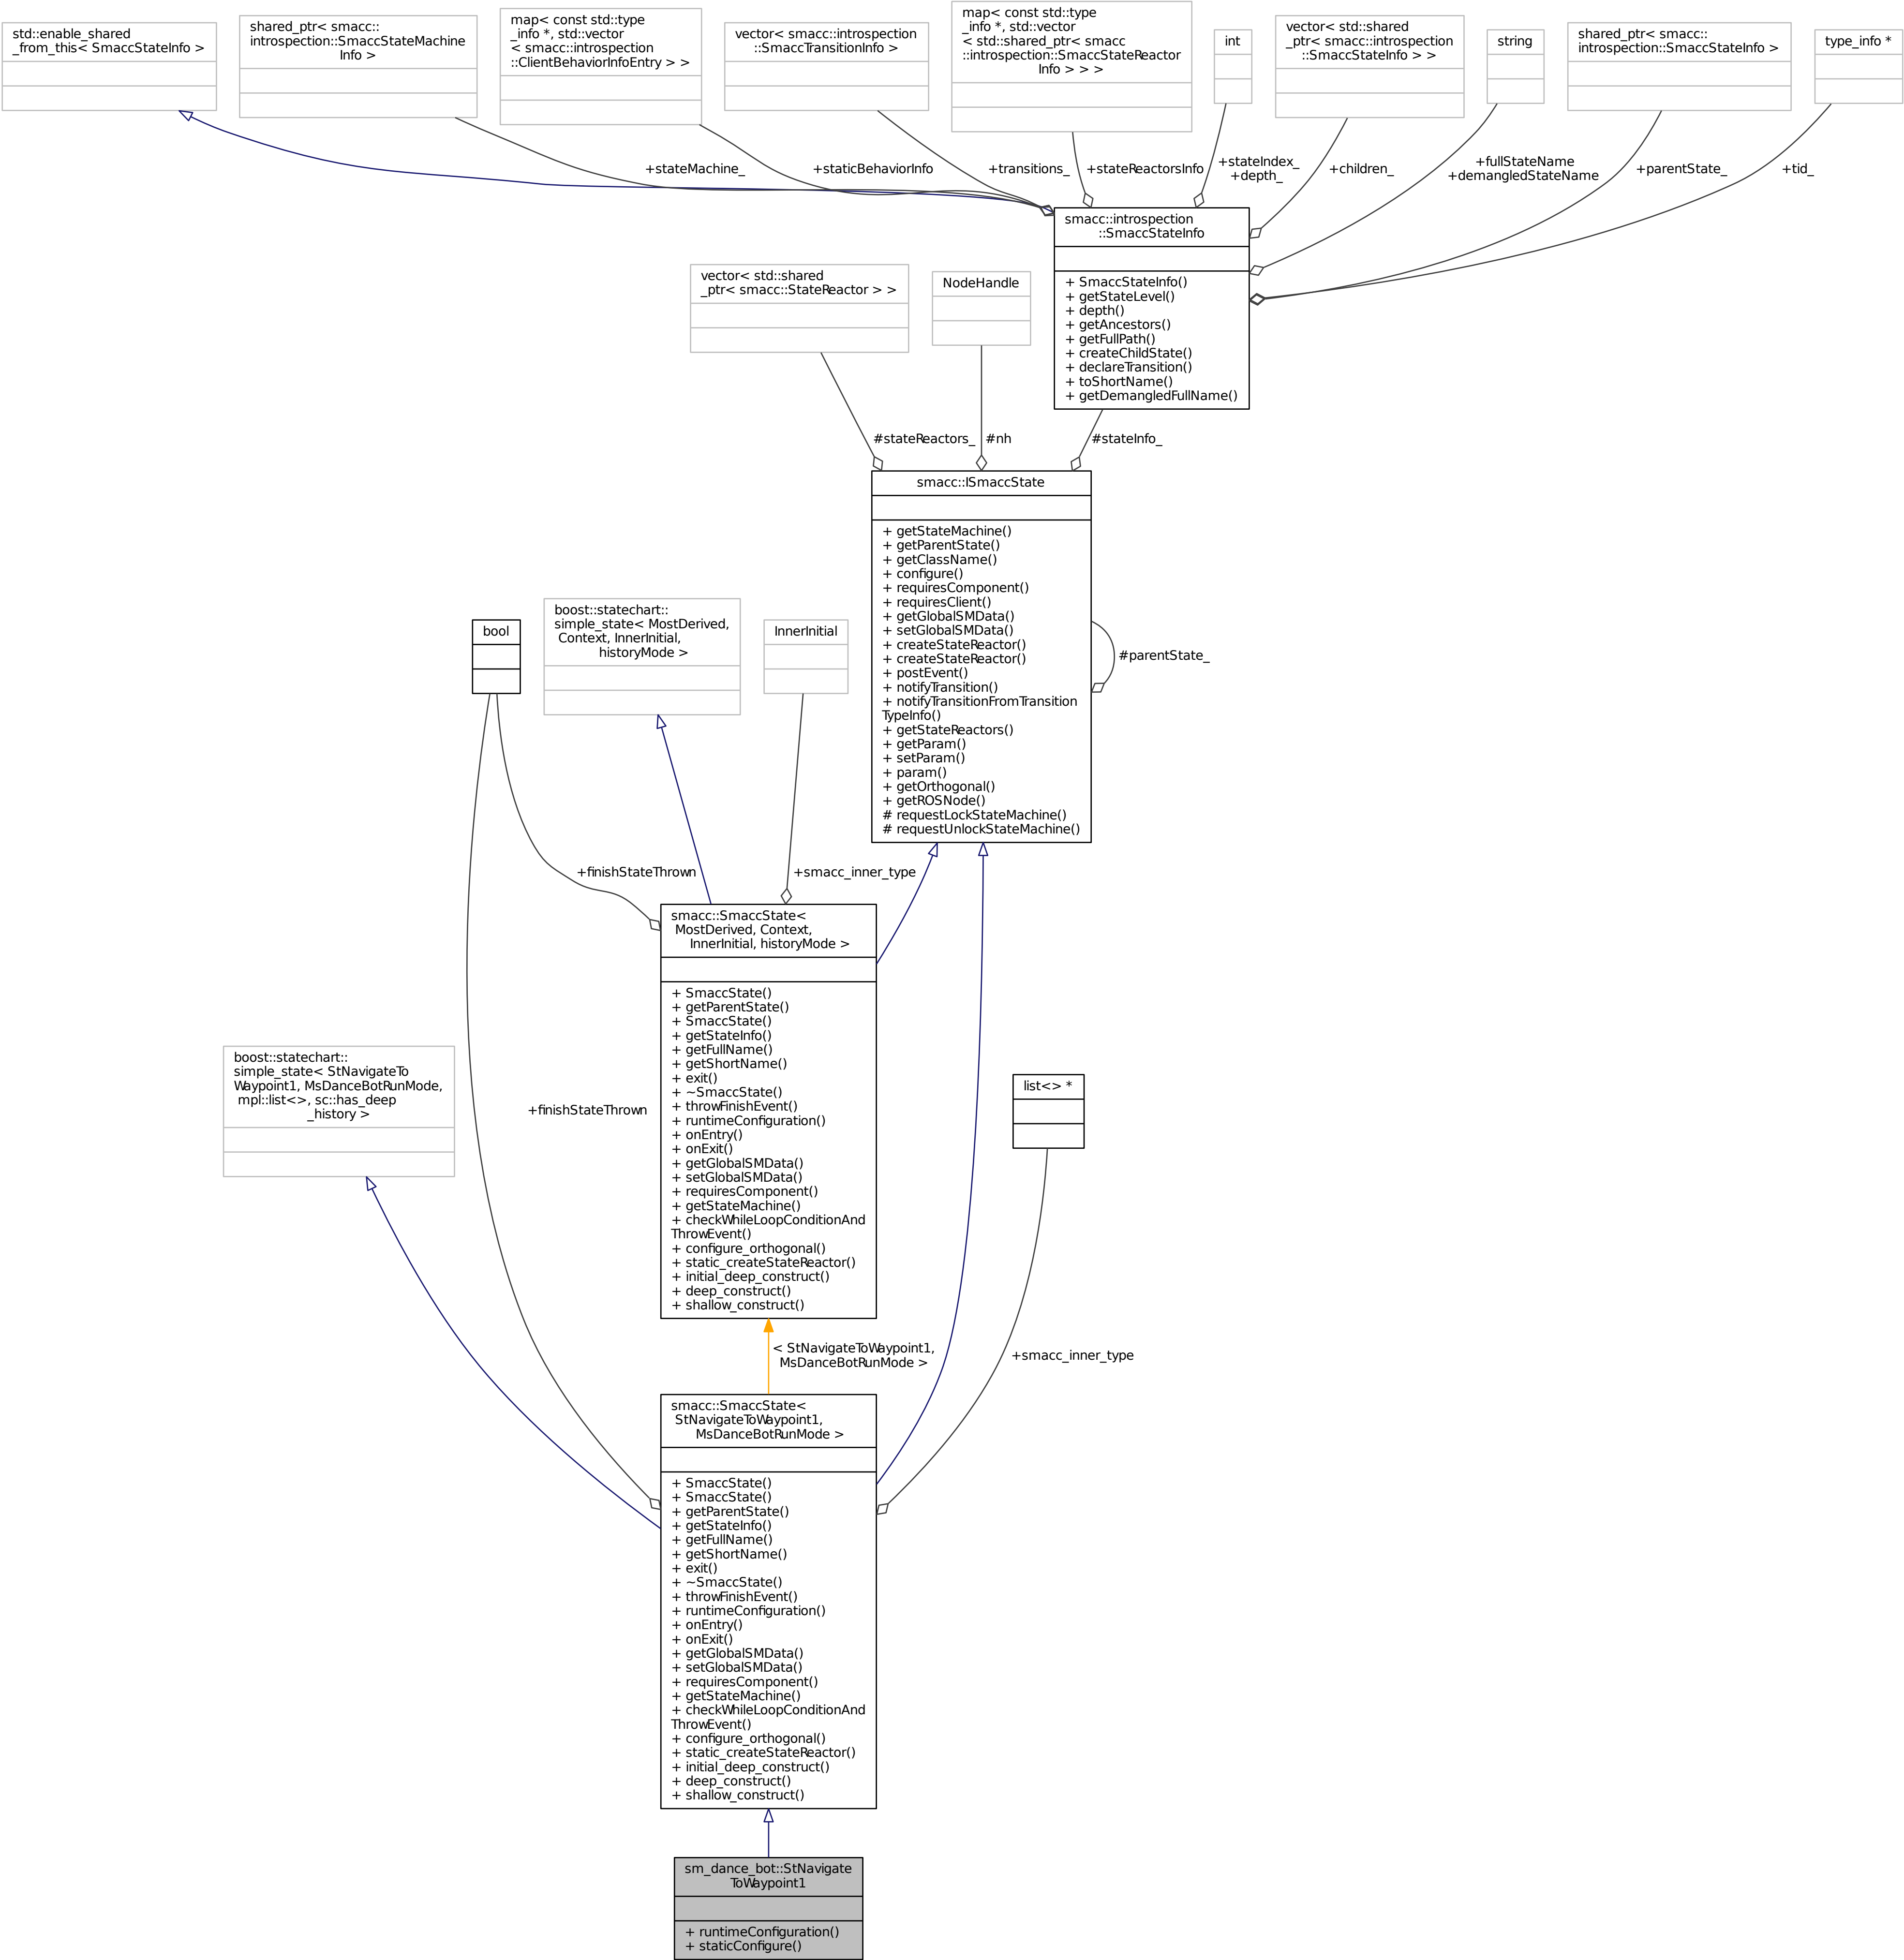 std::enable_shared
_from_this< SmaccStateInfo >
shared_ptr< smacc::
introspection::SmaccStateMachine
Info >
map< const std::type
_info *, std::vector
< smacc::introspection
::ClientBehaviorInfoEntry > >
vector< smacc::introspection
::SmaccTransitionInfo >
map< const std::type
_info *, std::vector
< std::shared_ptr< smacc
::introspection::SmaccStateReactor
Info > > >
int
vector< std::shared
_ptr< smacc::introspection
::SmaccStateInfo > >
string
shared_ptr< smacc::
introspection::SmaccStateInfo >
type_info *
+stateMachine_
+staticBehaviorInfo
+transitions_
+stateReactorsInfo
+stateIndex_
+depth_
+children_
+fullStateName
+demangledStateName
+parentState_
+tid_
smacc::introspection
::SmaccStateInfo
+ SmaccStateInfo()
+ getStateLevel()
+ depth()
+ getAncestors()
+ getFullPath()
+ createChildState()
+ declareTransition()
+ toShortName()
+ getDemangledFullName()
vector< std::shared
_ptr< smacc::StateReactor > >
NodeHandle
#stateReactors_
#nh
#stateInfo_
smacc::ISmaccState
+ getStateMachine()
+ getParentState()
+ getClassName()
+ configure()
+ requiresComponent()
+ requiresClient()
+ getGlobalSMData()
+ setGlobalSMData()
+ createStateReactor()
+ createStateReactor()
+ postEvent()
+ notifyTransition()
+ notifyTransitionFromTransition
TypeInfo()
+ getStateReactors()
+ getParam()
+ setParam()
+ param()
+ getOrthogonal()
+ getROSNode()
# requestLockStateMachine()
# requestUnlockStateMachine()
#parentState_
bool
boost::statechart::
simple_state< MostDerived,
Context, InnerInitial,
historyMode >
InnerInitial
+finishStateThrown
+smacc_inner_type
smacc::SmaccState<
MostDerived, Context,
InnerInitial, historyMode >
+ SmaccState()
+ getParentState()
+ SmaccState()
+ getStateInfo()
+ getFullName()
+ getShortName()
+ exit()
+ ~SmaccState()
+ throwFinishEvent()
+ runtimeConfiguration()
+ onEntry()
+ onExit()
+ getGlobalSMData()
+ setGlobalSMData()
+ requiresComponent()
+ getStateMachine()
+ checkWhileLoopConditionAnd
ThrowEvent()
+ configure_orthogonal()
+ static_createStateReactor()
+ initial_deep_construct()
+ deep_construct()
+ shallow_construct()
boost::statechart::
simple_state< StNavigateTo
Waypoint1, MsDanceBotRunMode,
mpl::list<>, sc::has_deep
_history >
+finishStateThrown
list<> *
< StNavigateToWaypoint1,
MsDanceBotRunMode >
+smacc_inner_type
smacc::SmaccState<
StNavigateToWaypoint1,
MsDanceBotRunMode >
+ SmaccState()
+ SmaccState()
+ getParentState()
+ getStateInfo()
+ getFullName()
+ getShortName()
+ exit()
+ ~SmaccState()
+ throwFinishEvent()
+ runtimeConfiguration()
+ onEntry()
+ onExit()
+ getGlobalSMData()
+ setGlobalSMData()
+ requiresComponent()
+ getStateMachine()
+ checkWhileLoopConditionAnd
ThrowEvent()
+ configure_orthogonal()
+ static_createStateReactor()
+ initial_deep_construct()
+ deep_construct()
+ shallow_construct()
sm_dance_bot::StNavigate
ToWaypoint1
+ runtimeConfiguration()
+ staticConfigure()